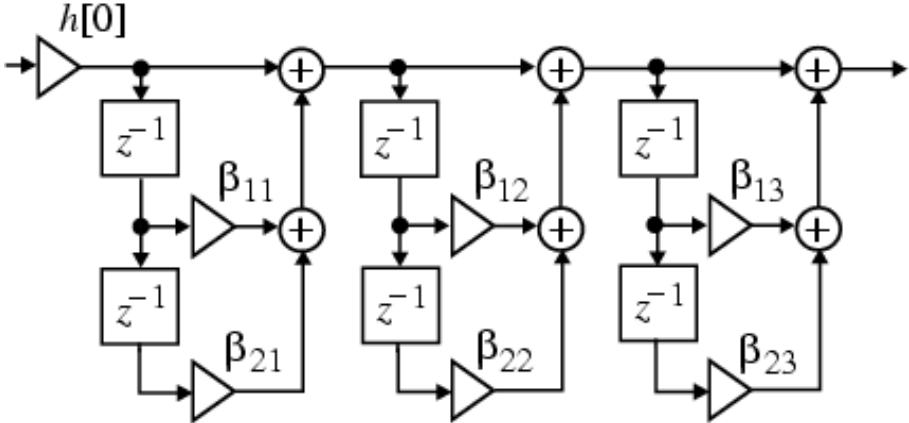 h[0]
+ + +
z⁻¹ z⁻¹ z⁻¹
β₁₁ β₁₂ β₁₃
+ + +
z⁻¹ z⁻¹ z⁻¹
β₂₁ β₂₂ β₂₃